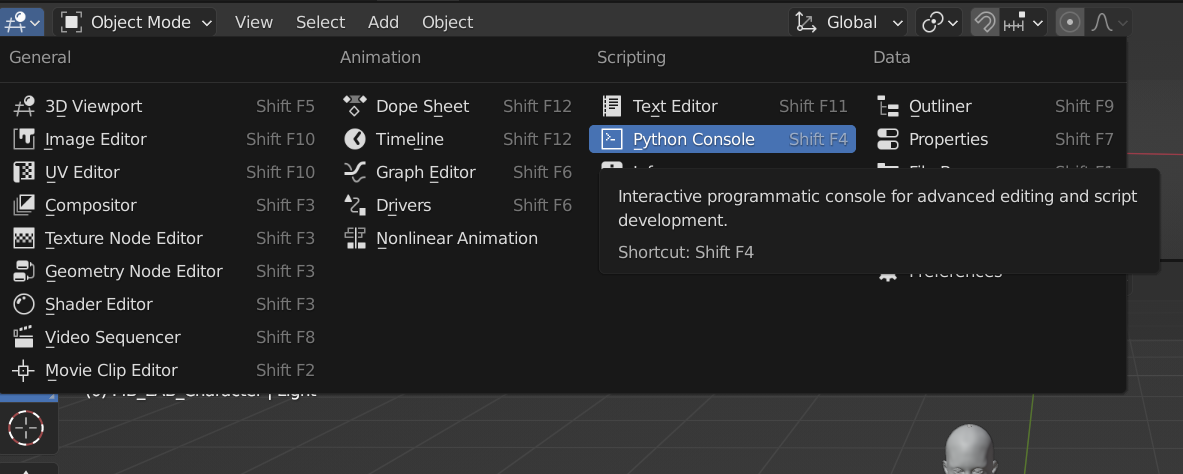 Object Mode View Select Add Object Global
General Animation Scripting Data
3D Viewport Shift F5 Dope Sheet Shift F12 Text Editor Shift F11 Outliner Shift F9
Image Editor Shift F10 Timeline Shift F12 Python Console Shift F4 Properties Shift F7
UV Editor Shift F10 Graph Editor Shift F6
Compositor Shift F3 Drivers Shift F6
Texture Node Editor Shift F3 Nonlinear Animation
Geometry Node Editor Shift F3
Shader Editor Shift F3
Video Sequencer Shift F8
Movie Clip Editor Shift F2
Interactive programmatic console for advanced editing and script
development.
Shortcut: Shift F4
Preferences